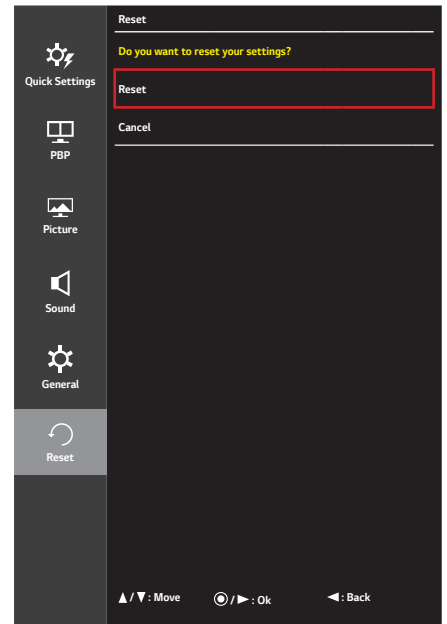 Reset
Do you want to reset your settings?
Reset
Cancel
Quick Settings
PBP
Picture
Sound
General
Reset
▲/▼: Move ◉/►: Ok ◄: Back